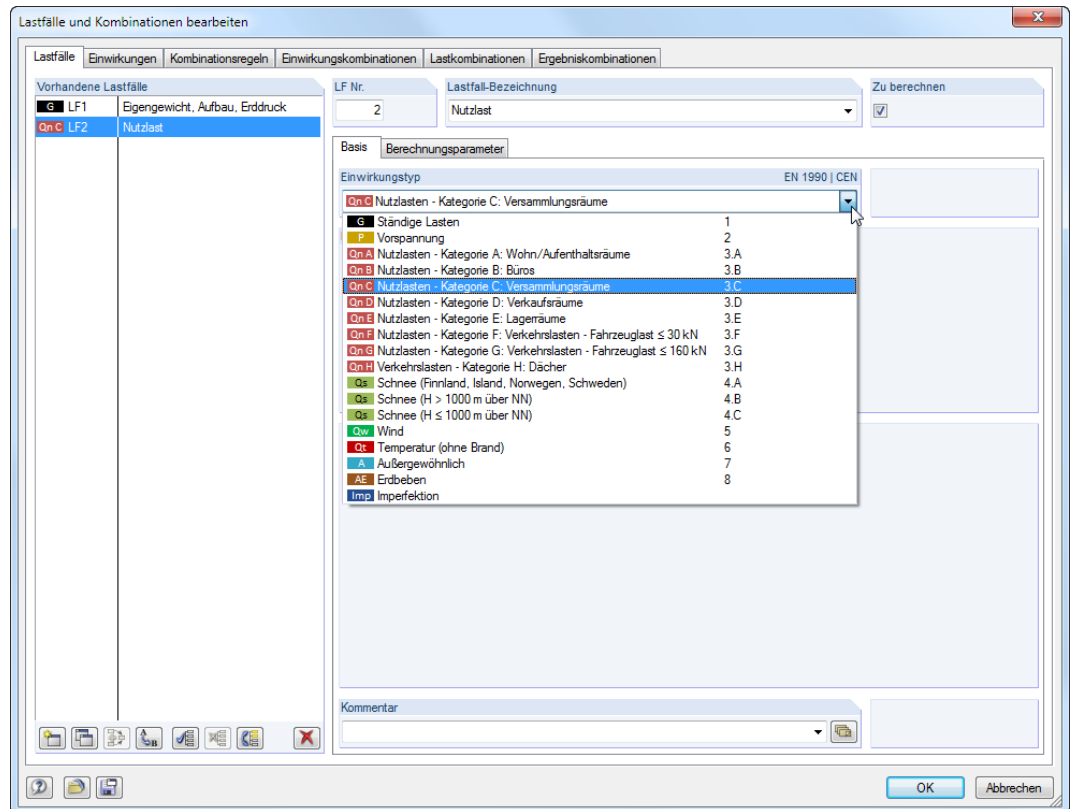 Lastfälle und Kombinationen bearbeiten
x
Lastfälle Einwirkungen Kombinationsregeln Einwirkungskombinationen Lastkombinationen Ergebniskombinationen
Vorhandene Lastfälle
G LF1 Eigengewicht, Aufbau, Erddruck
Qn C LF2 Nutzlast
LF Nr.
2
Lastfall-Bezeichnung
Nutzlast
Zu berechnen
Basis Berechnungsparameter
Einwirkungstyp EN 1990 | CEN
Qn C Nutzlasten - Kategorie C: Versammlungsräume
G Ständige Lasten 1
P Vorspannung 2
Qn A Nutzlasten - Kategorie A: Wohn/Aufenthaltsräume 3.A
Qn B Nutzlasten - Kategorie B: Büros 3.B
Qn C Nutzlasten - Kategorie C: Versammlungsräume 3.C
Qn D Nutzlasten - Kategorie D: Verkaufsräume 3.D
Qn E Nutzlasten - Kategorie E: Lagerräume 3.E
Qn F Nutzlasten - Kategorie F: Verkehrslasten - Fahrzeuglast ≤ 30 kN 3.F
Qn G Nutzlasten - Kategorie G: Verkehrslasten - Fahrzeuglast ≤ 160 kN 3.G
Qn H Verkehrslasten - Kategorie H: Dächer 3.H
Qs Schnee (Finnland, Island, Norwegen, Schweden) 4.A
Qs Schnee (H > 1000 m über NN) 4.B
Qs Schnee (H ≤ 1000 m über NN) 4.C
Qw Wind 5
Qt Temperatur (ohne Brand) 6
A Außergewöhnlich 7
AE Erdbeben 8
Imp Imperfektion
Kommentar
OK Abbrechen